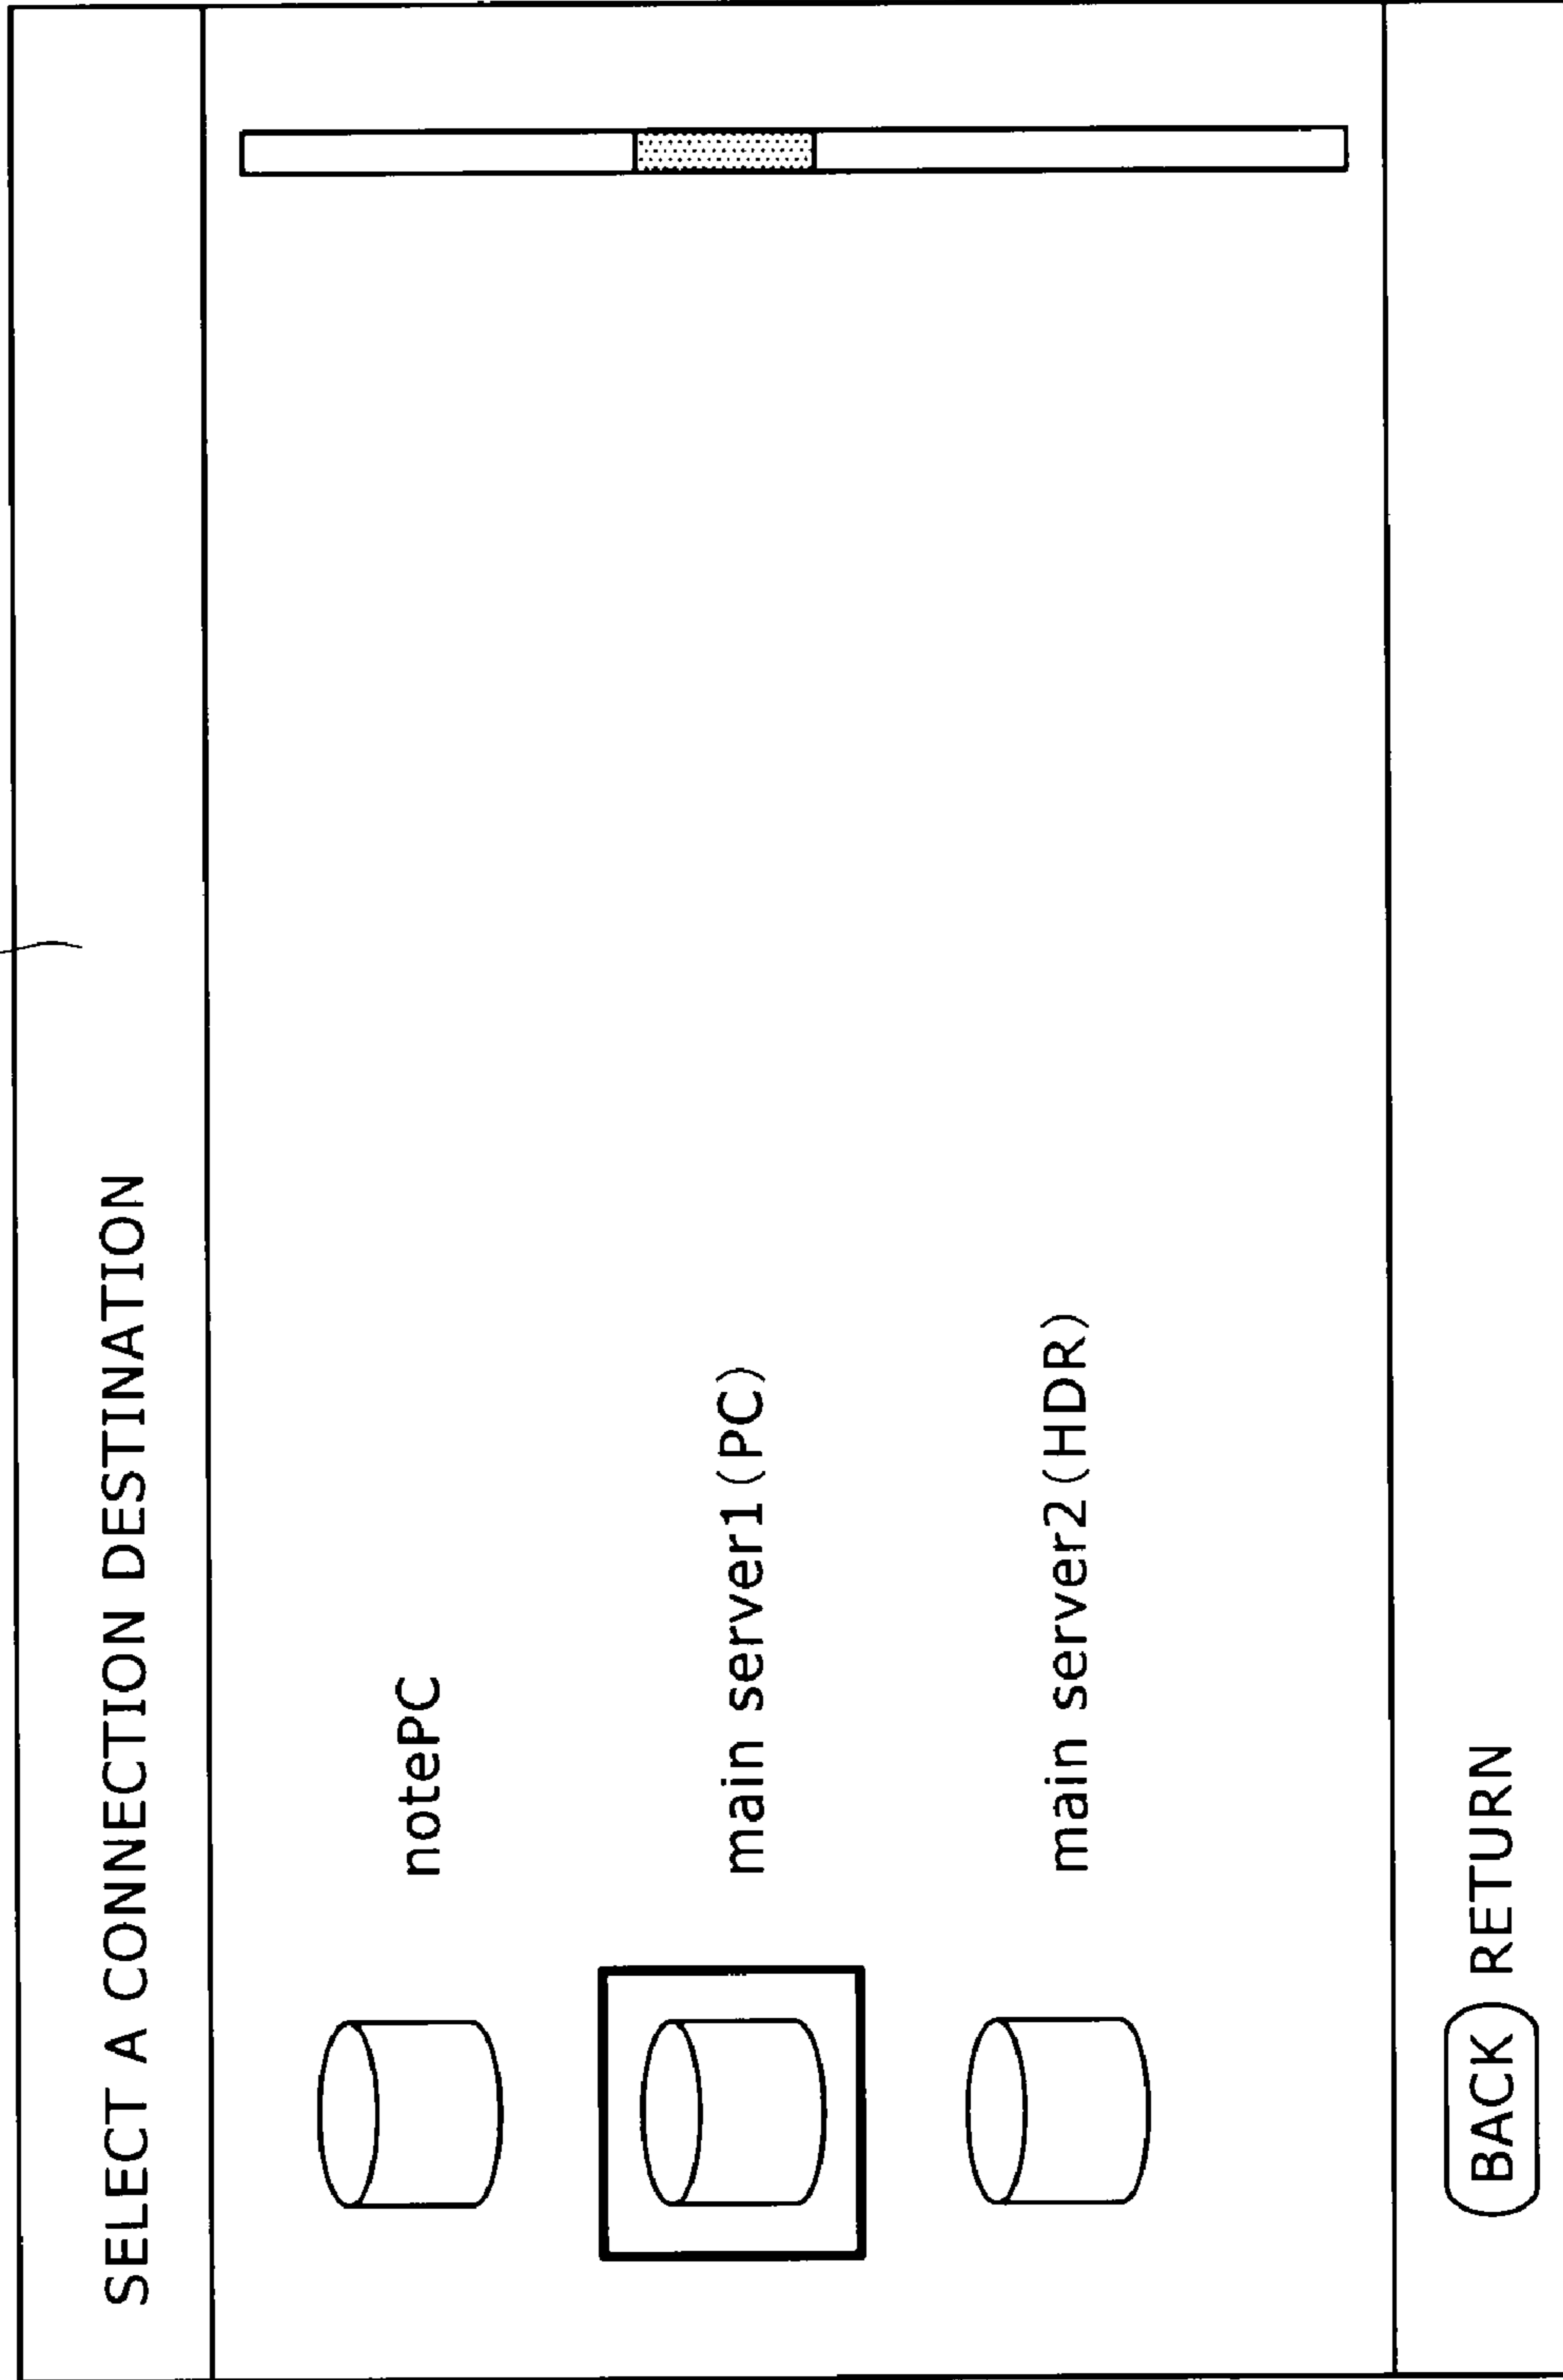 SELECT A CONNECTION DESTINATION
notePC
main server1(PC)
main server2(HDR)
BACK RETURN